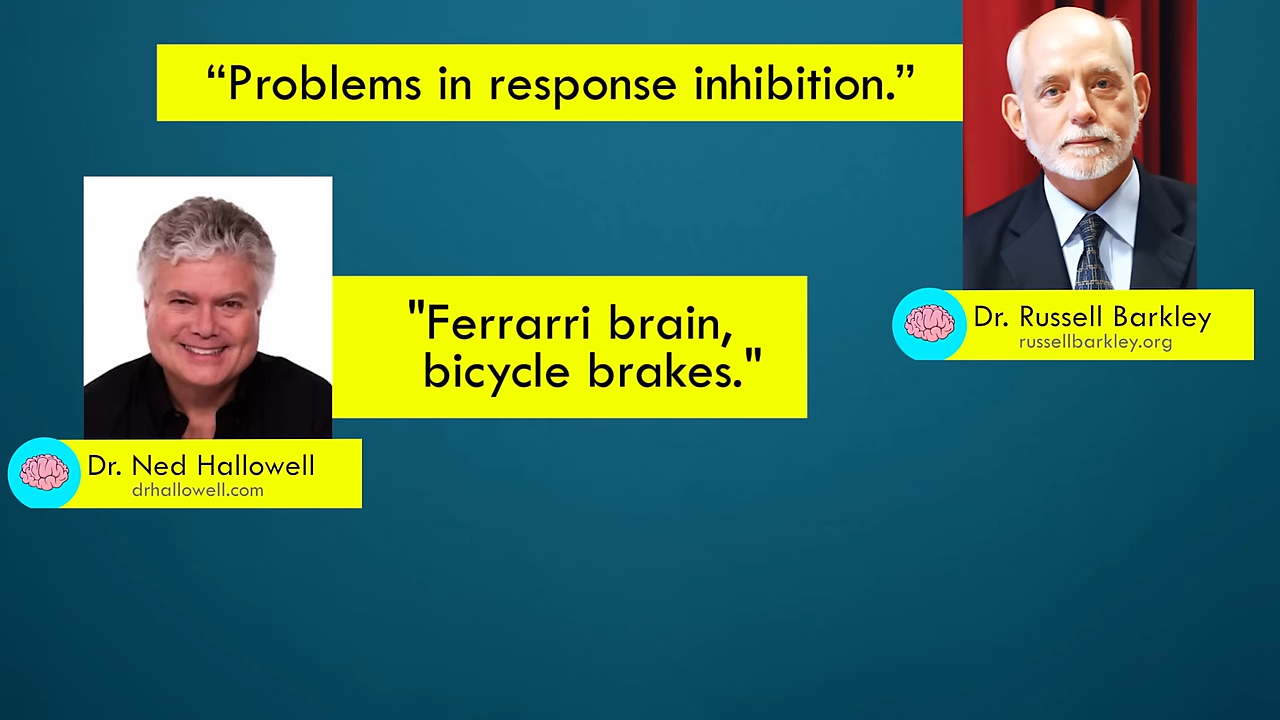 “Problems in response inhibition.”
Dr. Russell Barkley
russellbarkley.org
"Ferrarri brain,
bicycle brakes."
Dr. Ned Hallowell
drhallowell.com